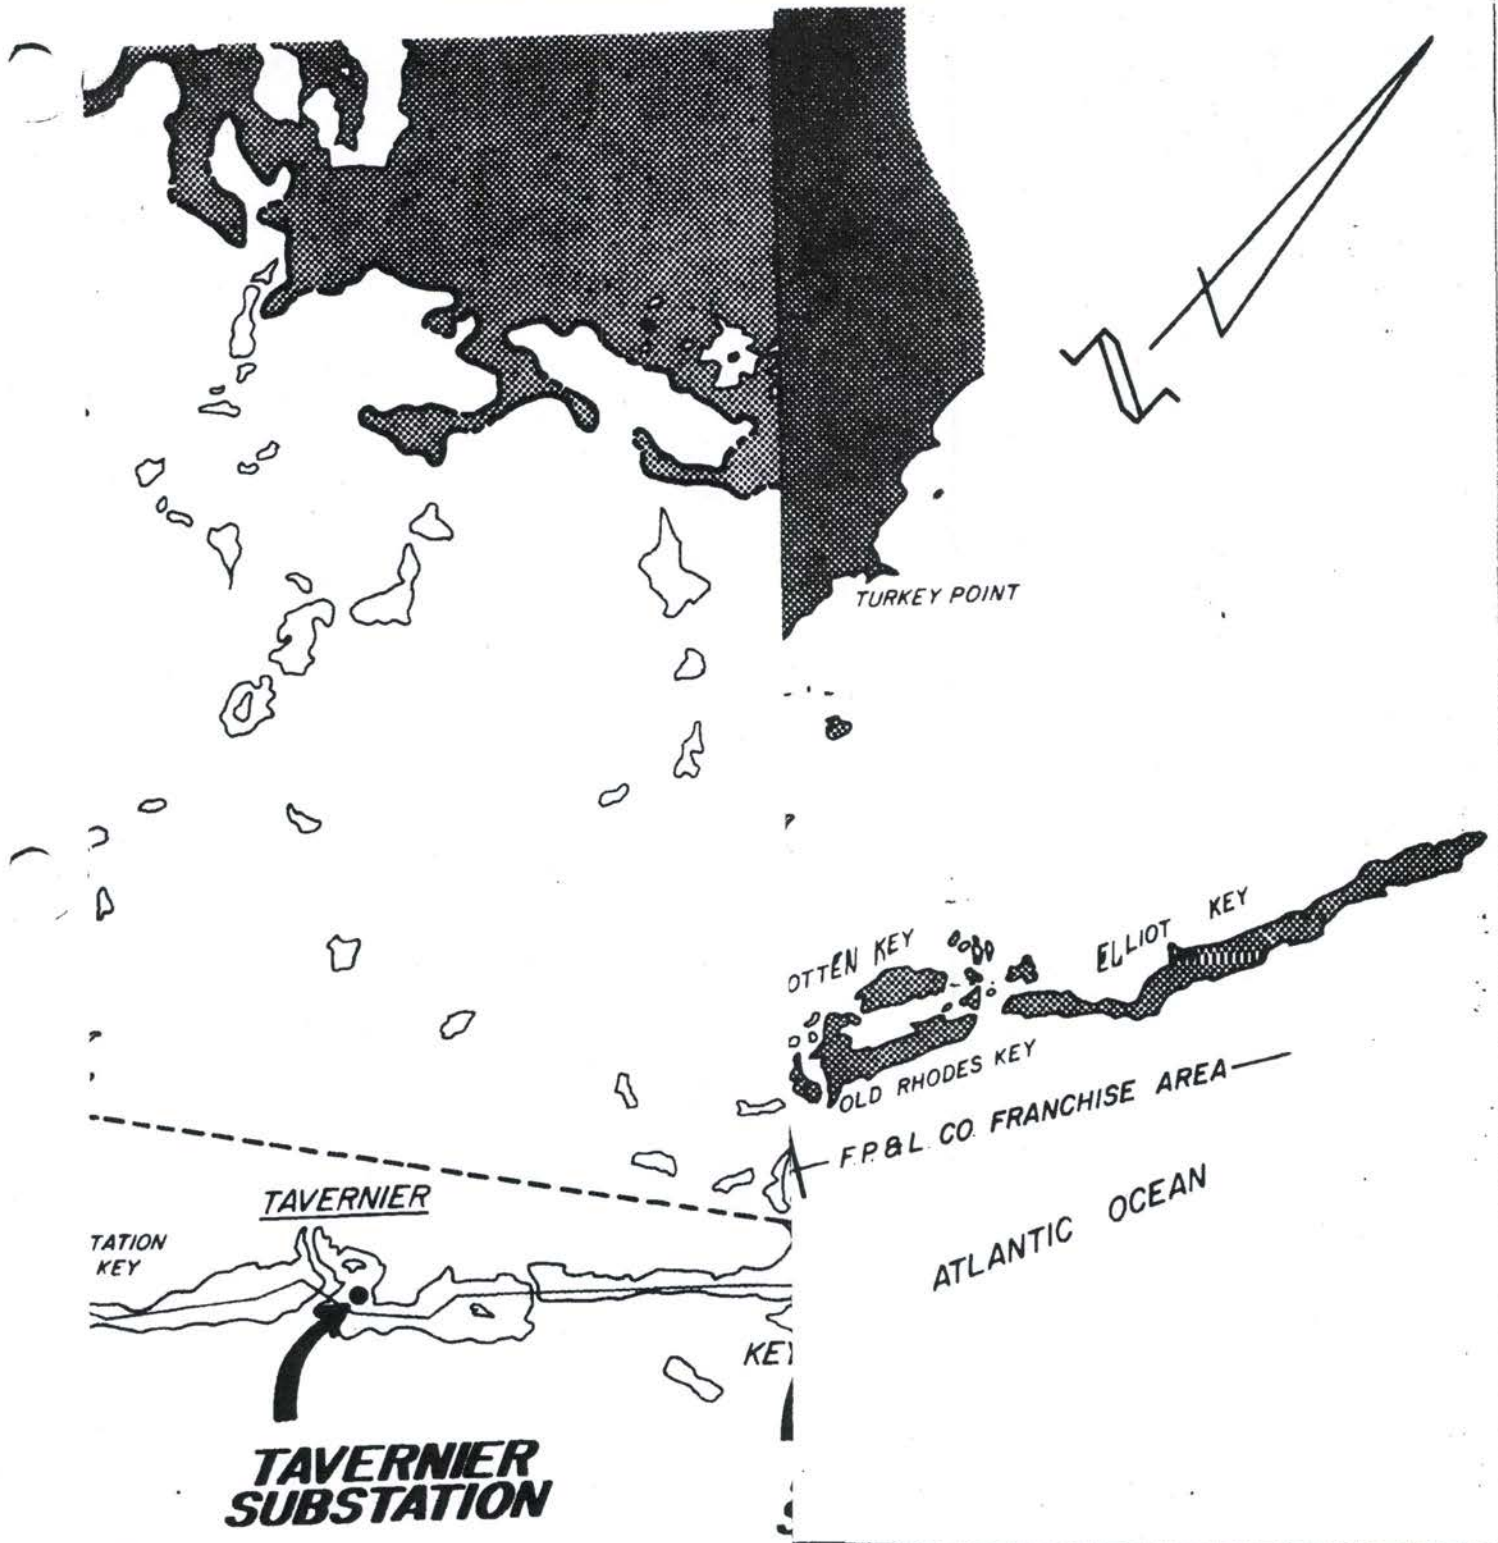 TURKEY POINT
ELLIOT KEY
OTTEN KEY
OLD RHODES KEY
F.P.&L. CO. FRANCHISE AREA
ATLANTIC OCEAN
TAVERNIER
TATION
KEY
KEY
TAVERNIER
SUBSTATION